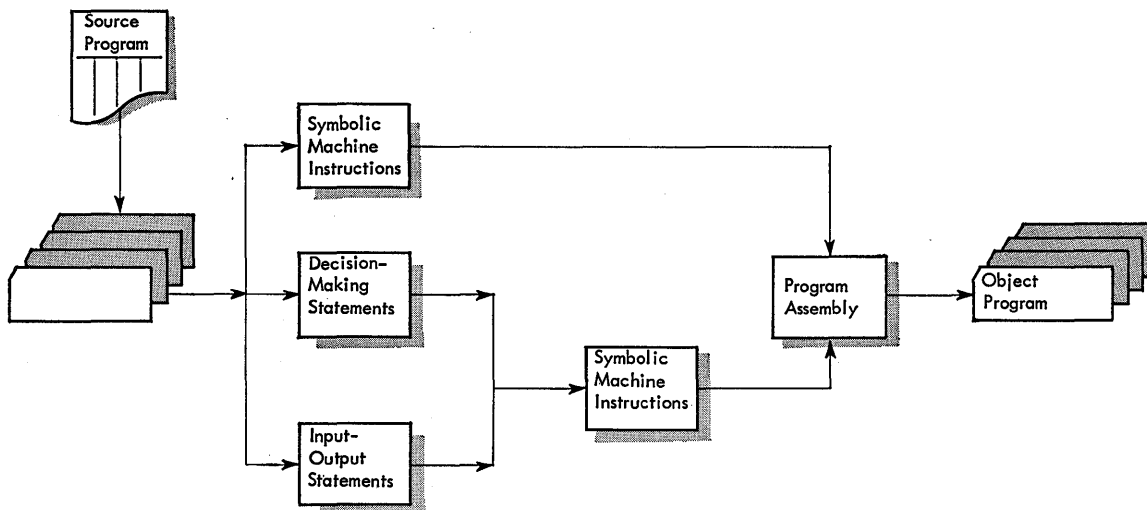 Source
Program
Symbolic
Machine
Instructions
Decision-
Making
Statements
Input-
Output
Statements
Symbolic
Machine
Instructions
Program
Assembly
Object
Program